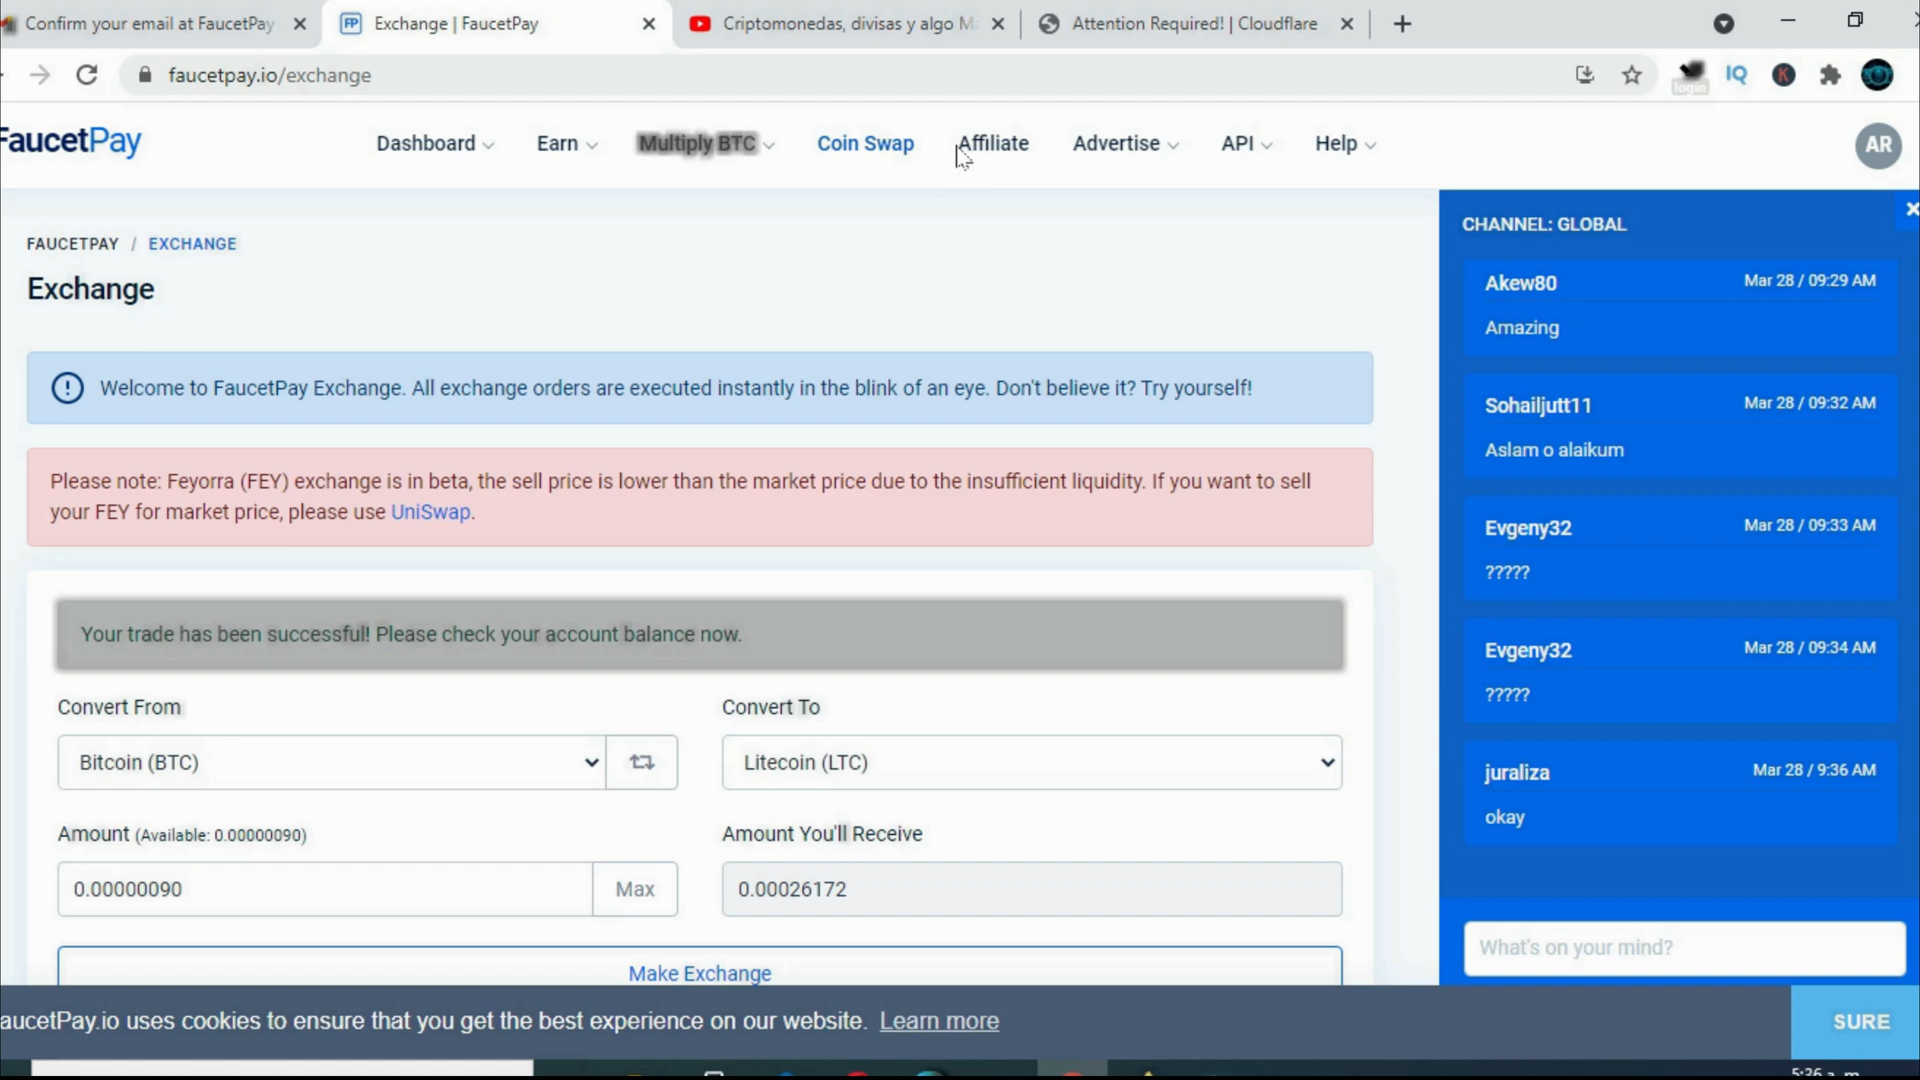 Confirm your email at FaucetPay
Exchange | FaucetPay
Criptomonedas, divisas y algo M
Attention Required! | Cloudflare
faucetpay.io/exchange
login
IQ
K
FaucetPay
Dashboard
Earn
Multiply BTC
Coin Swap
Affiliate
Advertise
API
Help
AR
FAUCETPAY / EXCHANGE
Exchange
Welcome to FaucetPay Exchange. All exchange orders are executed instantly in the blink of an eye. Don't believe it? Try yourself!
Please note: Feyorra (FEY) exchange is in beta, the sell price is lower than the market price due to the insufficient liquidity. If you want to sell
your FEY for market price, please use UniSwap.
Your trade has been successful! Please check your account balance now.
Convert From
Convert To
Bitcoin (BTC)
Litecoin (LTC)
Amount (Available: 0.00000090)
Amount You'll Receive
0.00000090
Max
0.00026172
Make Exchange
CHANNEL: GLOBAL
Akew80
Mar 28 / 09:29 AM
Amazing
Sohailjutt11
Mar 28 / 09:32 AM
Aslam o alaikum
Evgeny32
Mar 28 / 09:33 AM
?????
Evgeny32
Mar 28 / 09:34 AM
?????
juraliza
Mar 28 / 9:36 AM
okay
What's on your mind?
aucetPay.io uses cookies to ensure that you get the best experience on our website. Learn more
SURE
5:36 a. m.